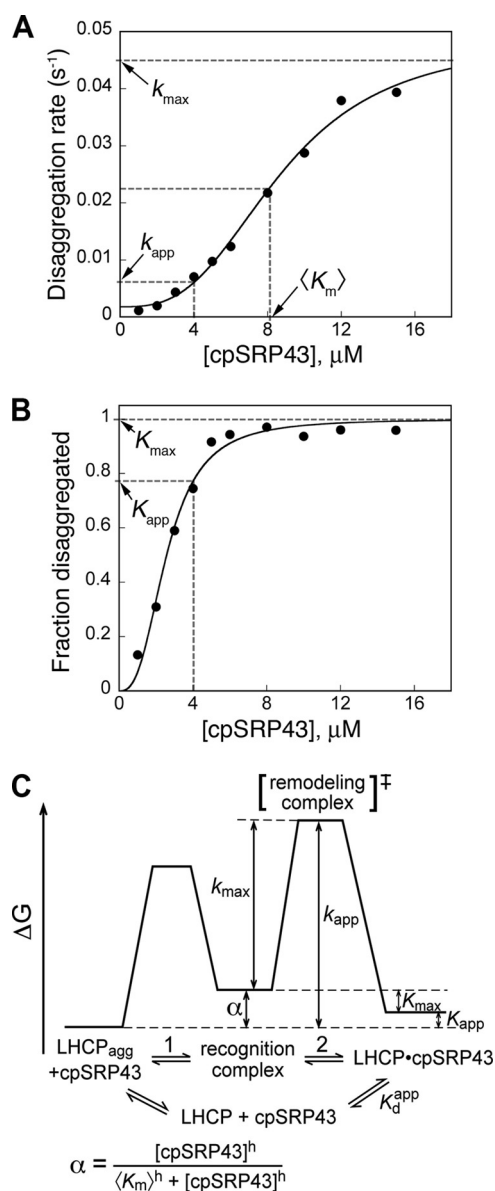 A
0.05
0.04
0.03
0.02
0.01
0
Disaggregation rate (s⁻¹)
k_max
k_app
⟨K_m⟩
0 4 8 12 16
[cpSRP43], μM
B
1
0.8
0.6
0.4
0.2
0
Fraction disaggregated
K_max
K_app
0 4 8 12 16
[cpSRP43], μM
C
ΔG
[remodeling
complex]‡
k_max
k_app
α
K_max
K_app
LHCP_agg 1 recognition 2 LHCP•cpSRP43
+cpSRP43 complex
LHCP + cpSRP43
K_d^app
α = [cpSRP43]^h
⟨K_m⟩^h + [cpSRP43]^h